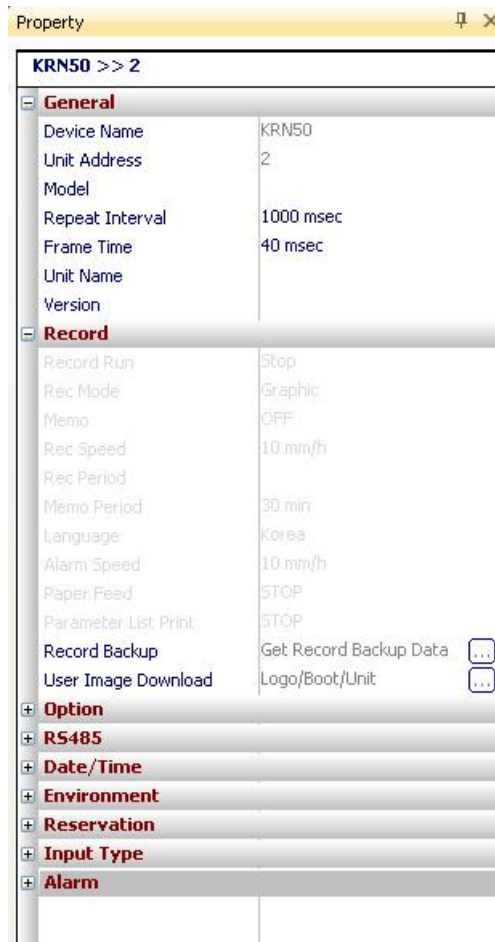 Property
KRN50 >> 2
General
Device Name KRN50
Unit Address 2
Model
Repeat Interval 1000 msec
Frame Time 40 msec
Unit Name
Version
Record
Record Run Stop
Rec Mode Graphic
Memo OFF
Rec Speed 10 mm/h
Rec Period
Memo Period 30 min
Language Korea
Alarm Speed 10 mm/h
Paper Feed STOP
Parameter List Print STOP
Record Backup Get Record Backup Data ...
User Image Download Logo/Boot/Unit ...
Option
RS485
Date/Time
Environment
Reservation
Input Type
Alarm